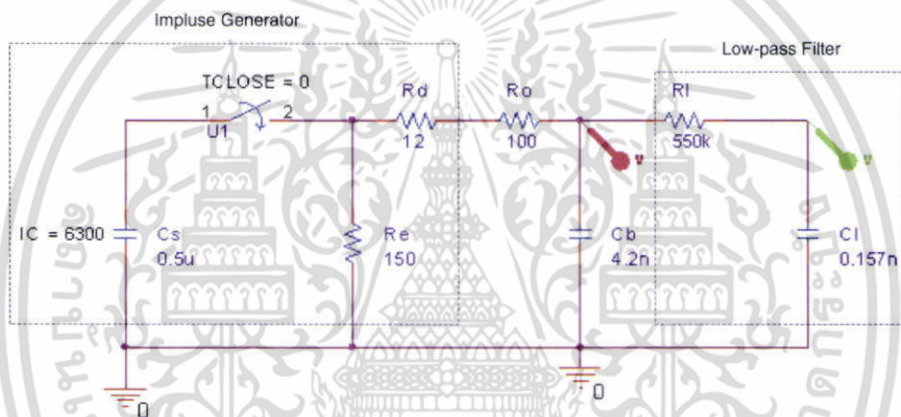 Impluse Generator
Low-pass Filter
TCLOSE = 0
1
2
U1
Rd
12
Ro
100
Rl
550k
V
V
IC = 6300
Cs
0.5u
Re
150
Cb
4.2n
Cl
0.157n
0
0